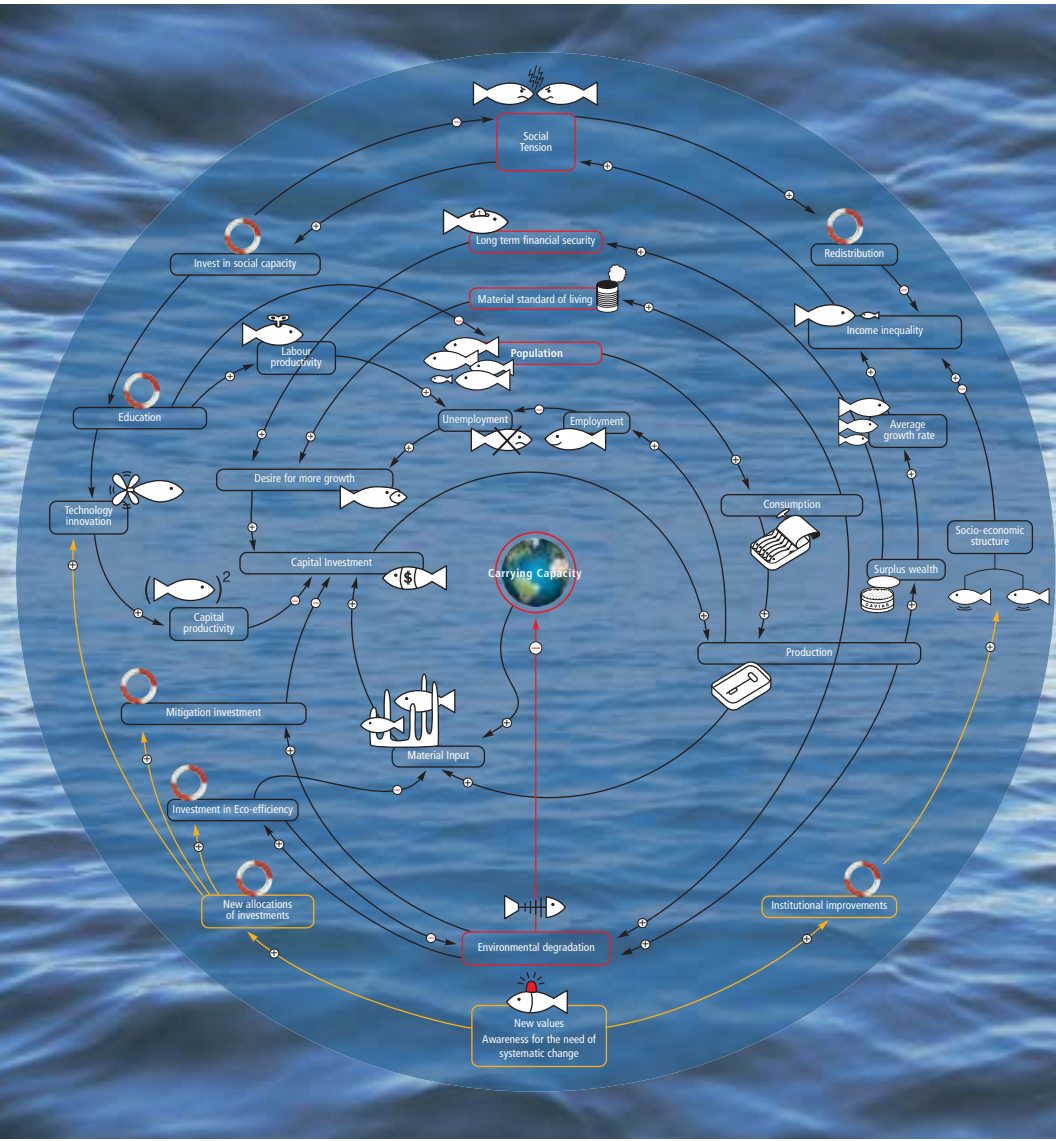 Social
Tension
Long term financial security
Invest in social capacity
Redistribution
Material standard of living
Income inequality
Labour
productivity
Population
Education
Unemployment
Employment
Average
growth rate
Desire for more growth
Consumption
Technology
innovation
Socio-economic
structure
Capital Investment
Carrying Capacity
Surplus wealth
$
2
CAVIAR
Capital
productivity
Production
Mitigation investment
Material Input
Investment in Eco-efficiency
New allocations
of investments
Institutional improvements
Environmental degradation
New values
Awareness for the need of
systematic change